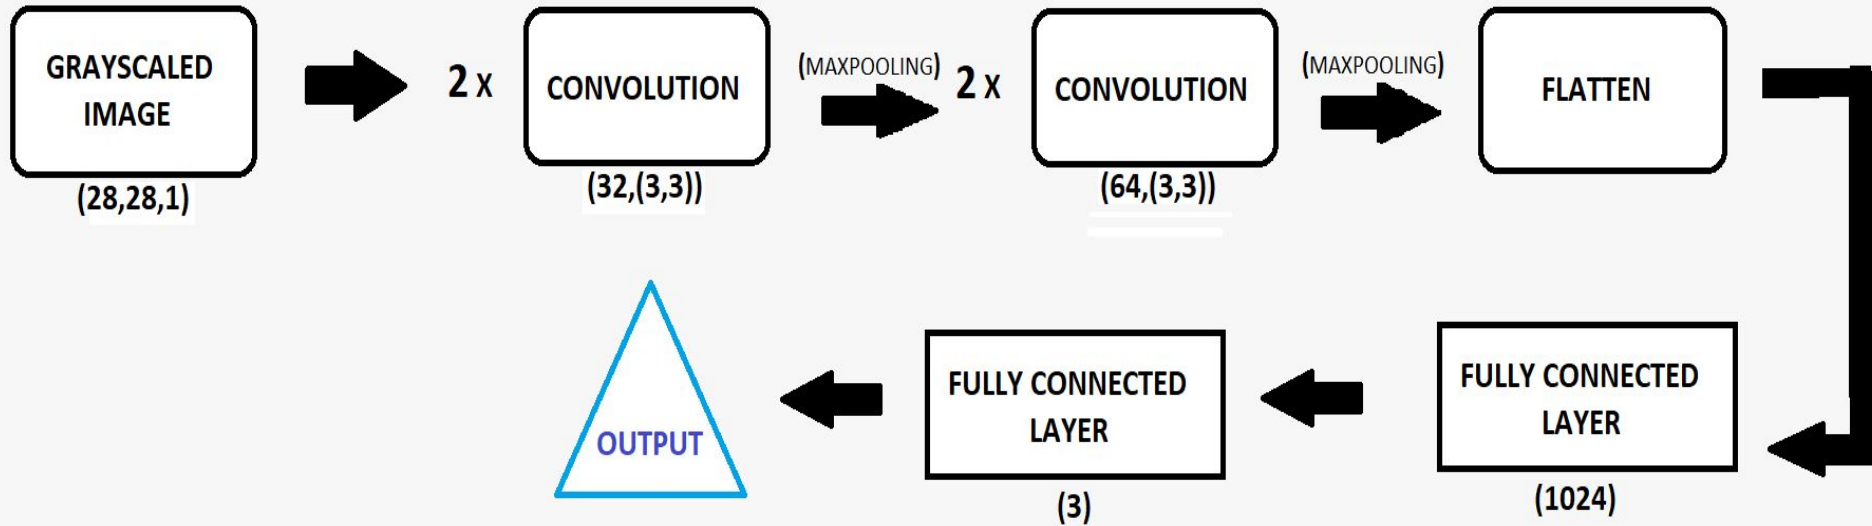 GRAYSCALED
IMAGE
(28,28,1)
2 x
CONVOLUTION
(32,(3,3))
(MAXPOOLING)
2 x
CONVOLUTION
(64,(3,3))
(MAXPOOLING)
FLATTEN
FULLY CONNECTED
LAYER
(1024)
FULLY CONNECTED
LAYER
(3)
OUTPUT